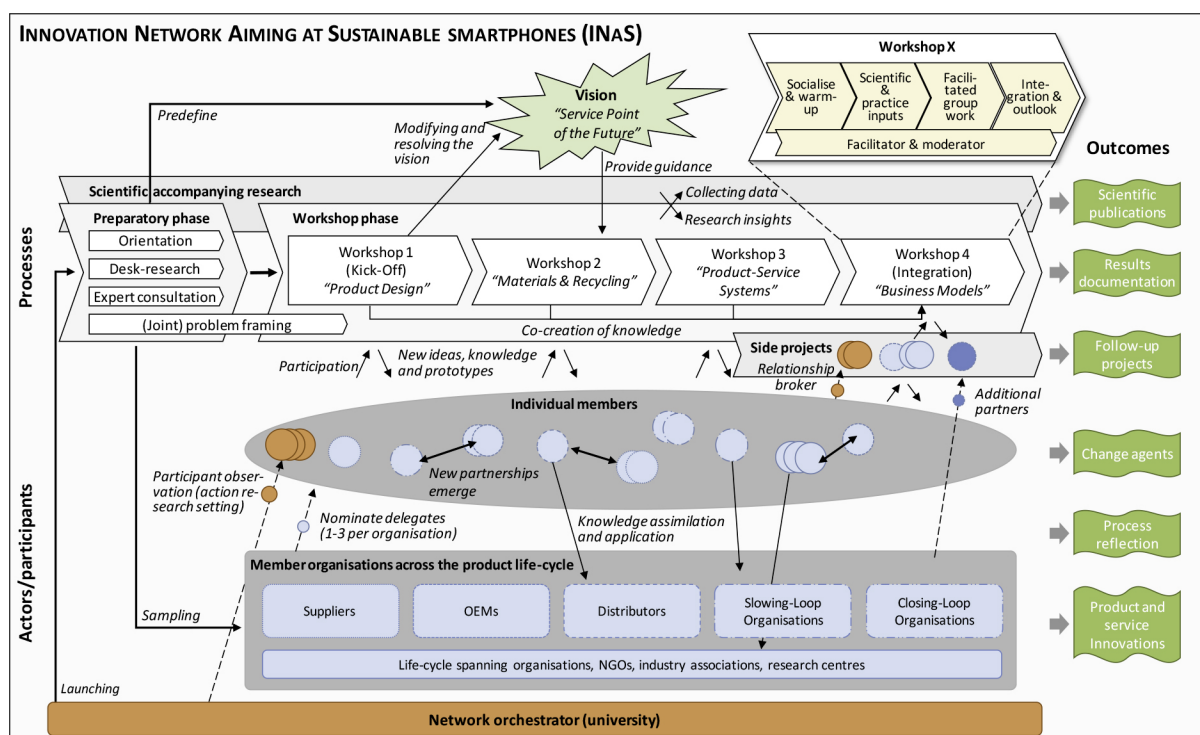 INNOVATION NETWORK AIMING AT SUSTAINABLE SMARTPHONES (INAS)
Workshop X
Socialise
& warm-
up
Scientific
&
practice
inputs
Facili-
tated
group
work
Inte-
gration &
outlook
Facilitator & moderator
Vision
"Service Point
of the Future"
Predefine
Modifying and
resolving the
vision
Provide guidance
Outcomes
Processes
Scientific accompanying research
Collecting data
Research insights
Preparatory phase
Orientation
Desk-research
Expert consultation
(Joint) problem framing
Workshop phase
Workshop 1
(Kick-Off)
"Product Design"
Workshop 2
"Materials & Recycling"
Workshop 3
"Product-Service
Systems"
Workshop 4
(Integration)
"Business Models"
Co-creation of knowledge
Scientific
publications
Results
documentation
Follow-up
projects
Change agents
Process
reflection
Product and
service
Innovations
Side projects
Relationship
broker
Additional
partners
Participation
New ideas, knowledge
and prototypes
Actors/participants
Individual members
New partnerships
emerge
Participant obser-
vation (action re-
search setting)
Nominate delegates
(1-3 per organisation)
Knowledge assimilation
and application
Member organisations across the product life-cycle
Suppliers
OEMs
Distributors
Slowing-Loop
Organisations
Closing-Loop
Organisations
Life-cycle spanning organisations, NGOs, industry associations, research centres
Sampling
Launching
Network orchestrator (university)